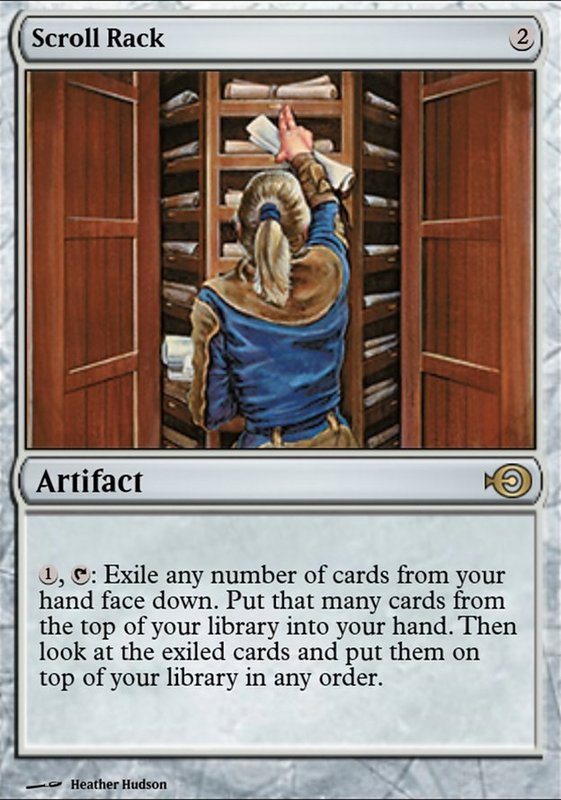 Scroll Rack 2
Artifact
1, T: Exile any number of cards from your
hand face down. Put that many cards from
the top of your library into your hand. Then
look at the exiled cards and put them on
top of your library in any order.
Heather Hudson